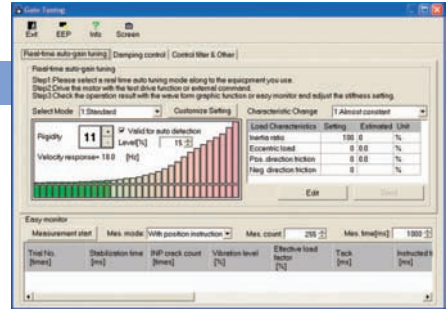 Gain Tuning
Exit EEP Info Screen
Real-time auto-gain tuning Damping control Control filter & Other
Real-time auto-gain tuning
Step1:Please select a real time auto tuning mode along to the equipment you use.
Step2:Drive the motor with the test drive function or external command.
Step3:Check the operation result with the wave form graphic function or easy monitor and adjust the stiffness setting.
Select Mode 1:Standard Customize Setting Characteristic Change 1:Almost constant
Rigidity 11 Valid for auto detection
Level[%] 15
Velocity response= 18.0 [Hz]
Load Characteristics Setting Estimated Unit
Inertia ratio 100 0 %
Eccentric load 0 0.0 %
Pos. direction friction 0 0.0 %
Neg. direction friction 0 %
Edit Send
Easy monitor
Measurement start Mes. mode: With position instruction Mes. count: 255 Mes. time[ms]: 1000
Trial No. [times] Stabilization time [ms] INP crack count [times] Vibration level [%] Effective load factor [%] Tack [ms] Instructed